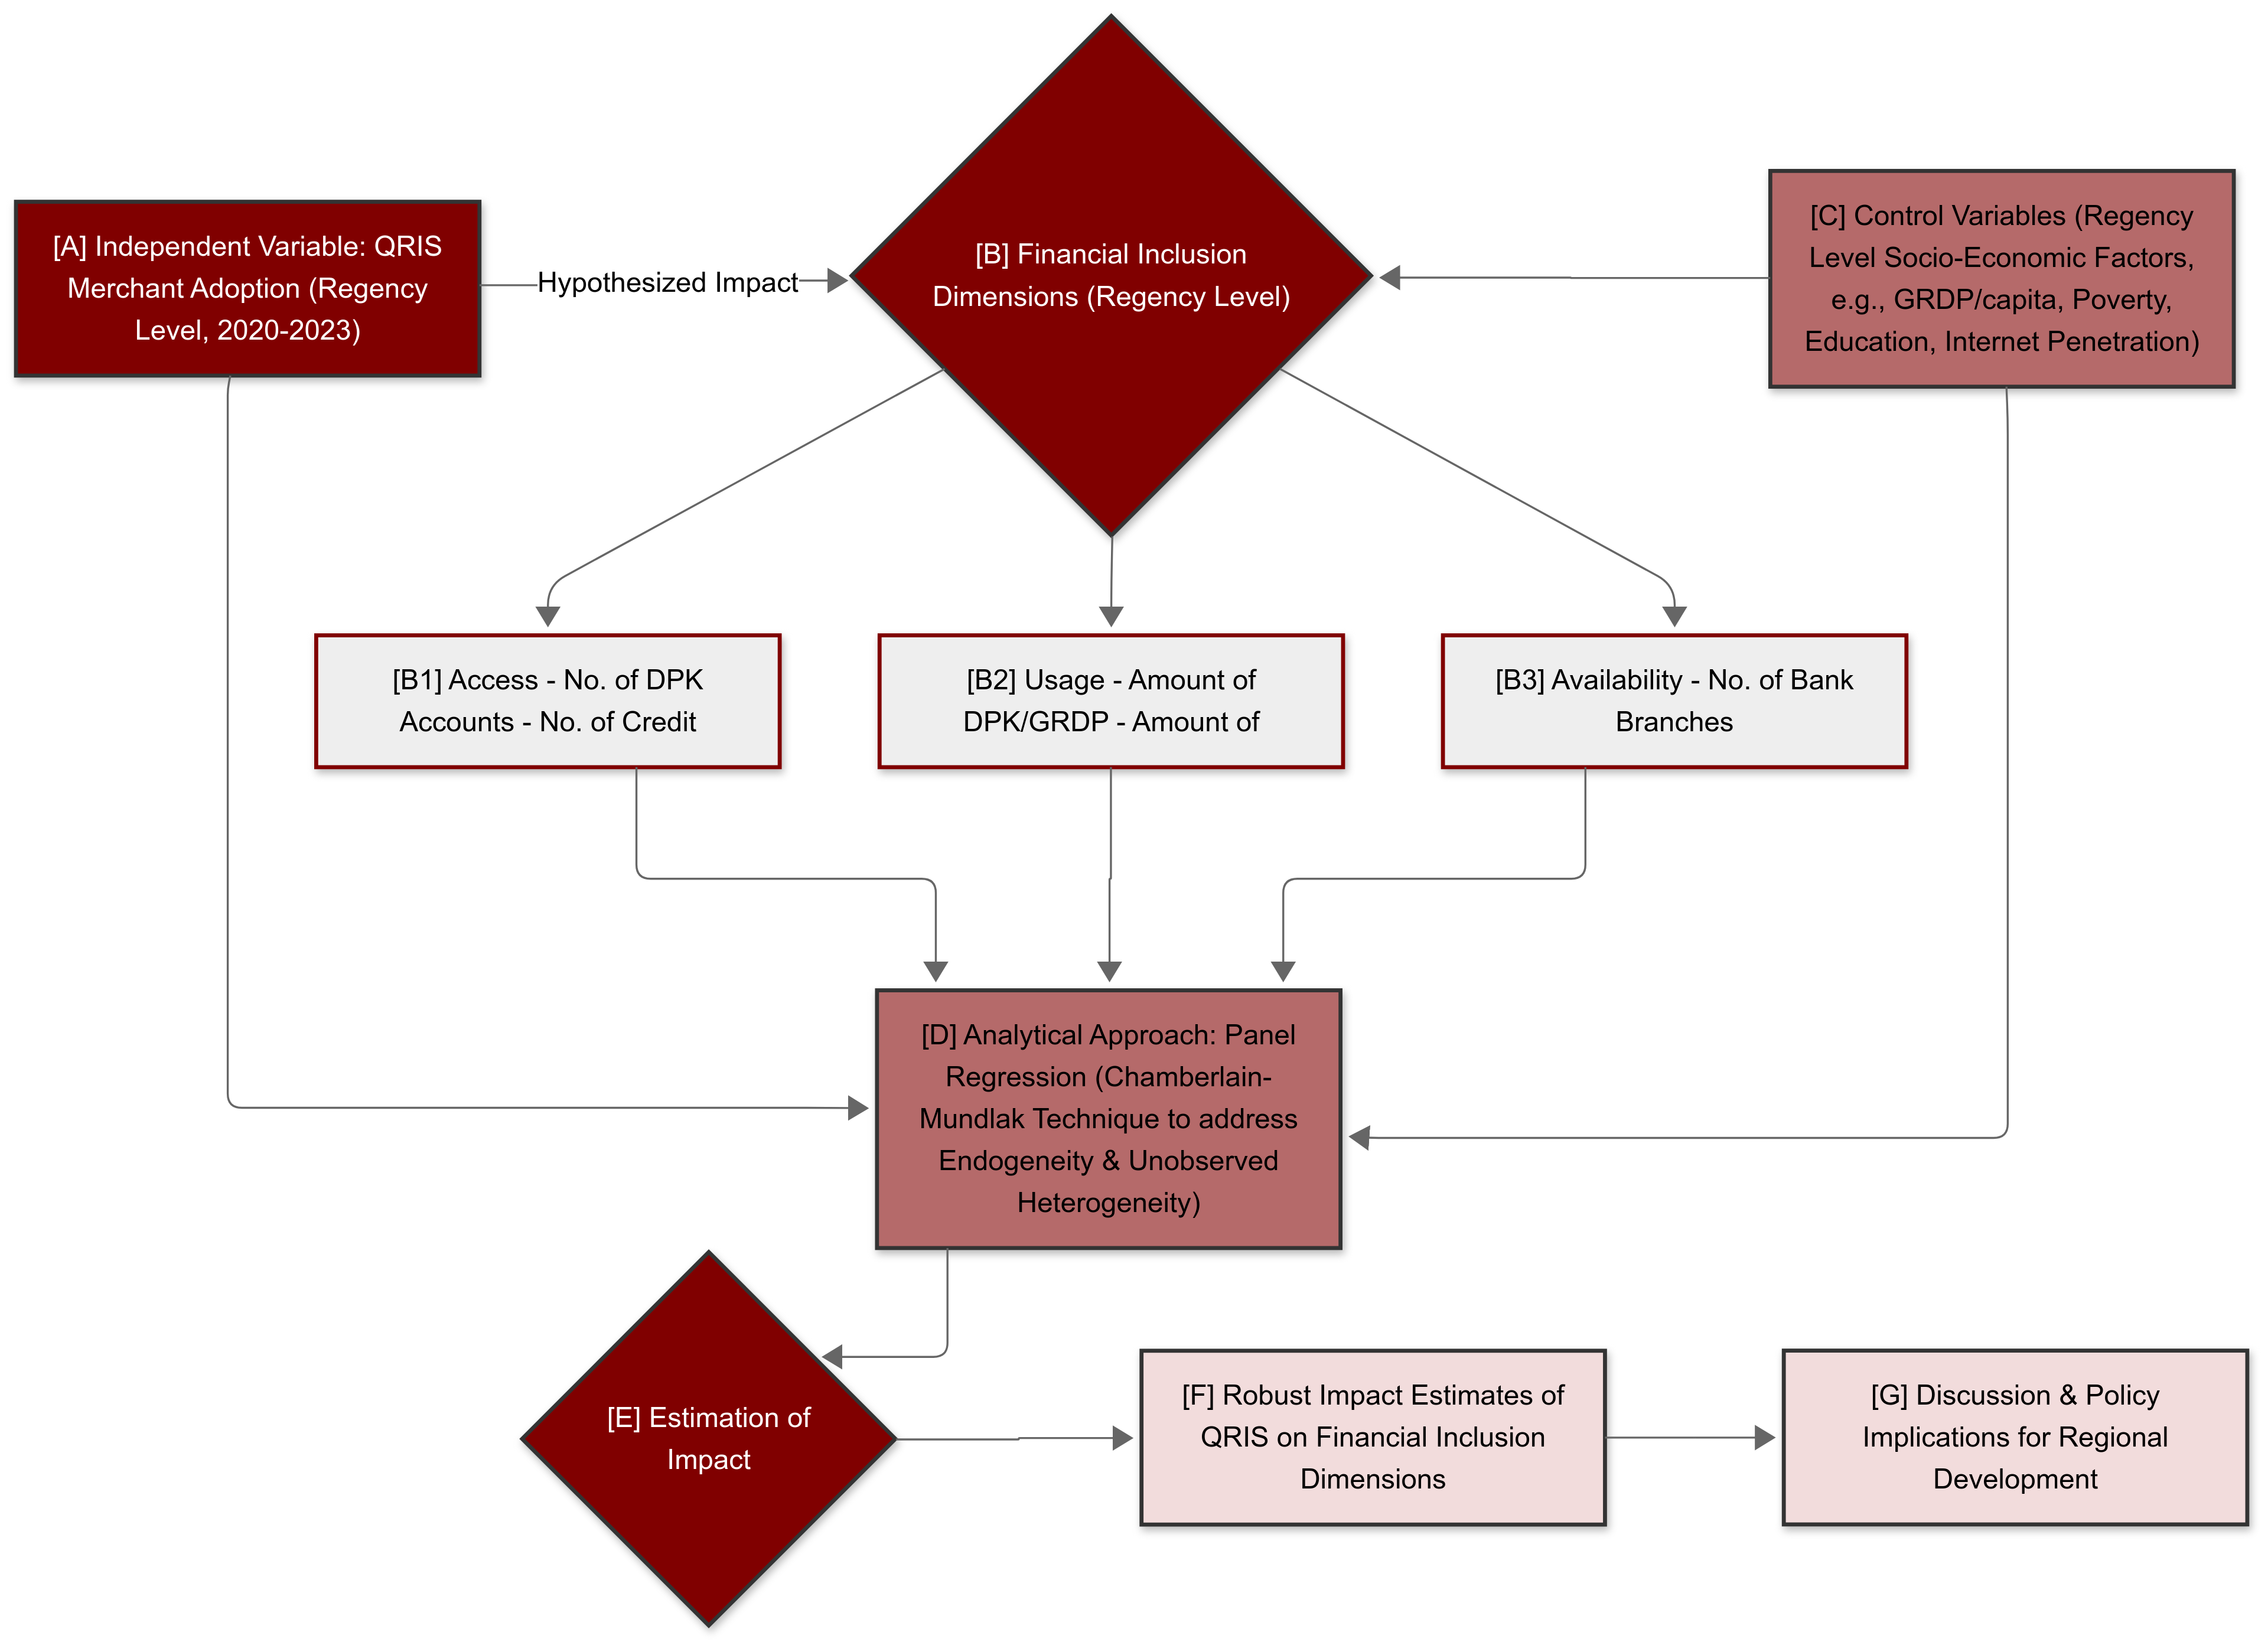 [A] Independent Variable: QRIS
Merchant Adoption (Regency
Level, 2020-2023)
Hypothesized Impact
[B] Financial Inclusion
Dimensions (Regency Level)
[C] Control Variables (Regency
Level Socio-Economic Factors,
e.g., GRDP/capita, Poverty,
Education, Internet Penetration)
[B1] Access - No. of DPK
Accounts - No. of Credit
[B2] Usage - Amount of
DPK/GRDP - Amount of
[B3] Availability - No. of Bank
Branches
[D] Analytical Approach: Panel
Regression (Chamberlain-
Mundlak Technique to address
Endogeneity & Unobserved
Heterogeneity)
[E] Estimation of
Impact
[F] Robust Impact Estimates of
QRIS on Financial Inclusion
Dimensions
[G] Discussion & Policy
Implications for Regional
Development